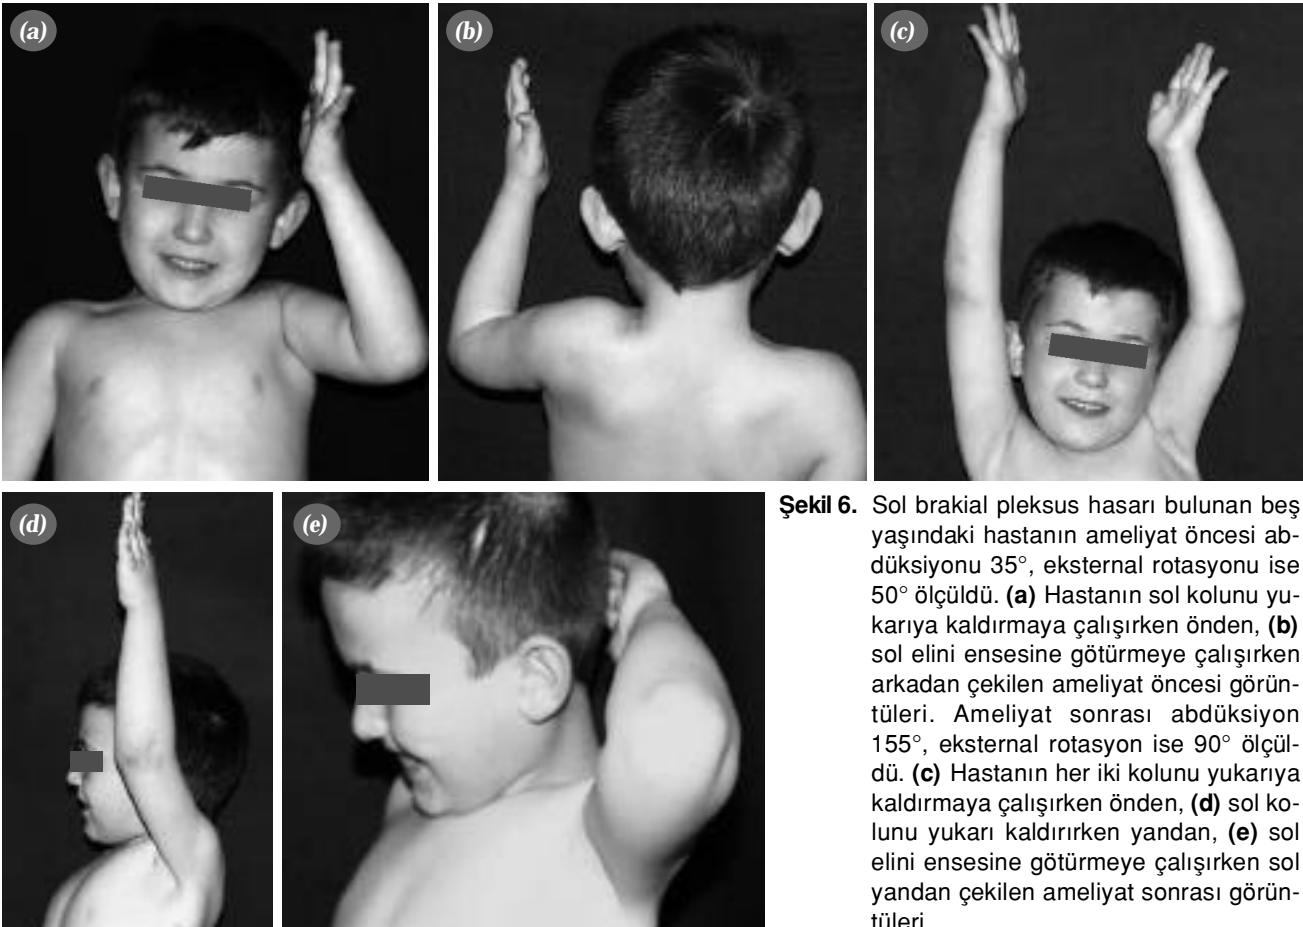 (a)
(b)
(c)
(d)
(e)
Şekil 6. Sol brakial pleksus hasarı bulunan beş
yaşındaki hastanın ameliyat öncesi ab-
düksiyonu 35°, eksternal rotasyonu ise
50° ölçüldü. (a) Hastanın sol kolunu yu-
karıya kaldırmaya çalışırken önden, (b)
sol elini ensesine götürmeye çalışırken
arkadan çekilen ameliyat öncesi görün-
tüleri. Ameliyat sonrası abdüksiyon
155°, eksternal rotasyon ise 90° ölçül-
dü. (c) Hastanın her iki kolunu yukarıya
kaldırmaya çalışırken önden, (d) sol ko-
lunu yukarı kaldırırken yandan, (e) sol
elini ensesine götürmeye çalışırken sol
yandan çekilen ameliyat sonrası görün-
tüleri